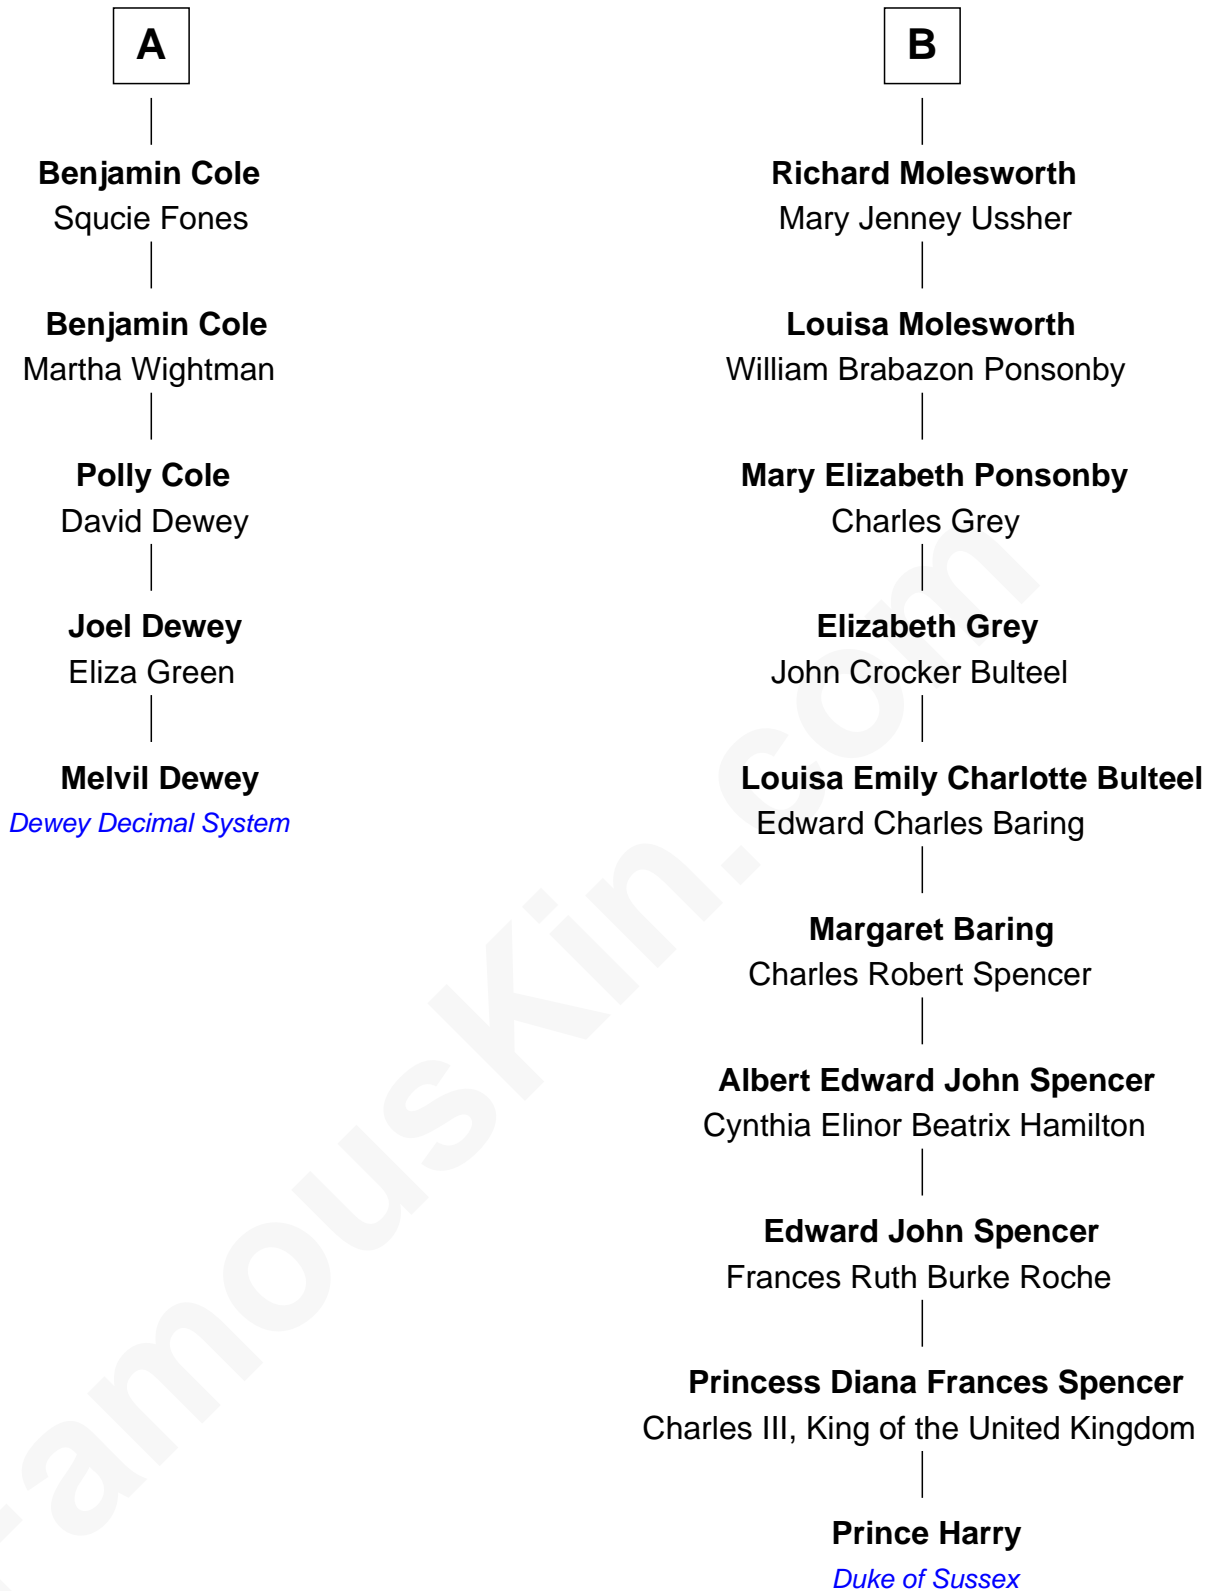 A
Benjamin Cole
Squcie Fones
Benjamin Cole
Martha Wightman
Polly Cole
David Dewey
Joel Dewey
Eliza Green
Melvil Dewey
Dewey Decimal System
B
Richard Molesworth
Mary Jenney Ussher
Louisa Molesworth
William Brabazon Ponsonby
Mary Elizabeth Ponsonby
Charles Grey
Elizabeth Grey
John Crocker Bulteel
Louisa Emily Charlotte Bulteel
Edward Charles Baring
Margaret Baring
Charles Robert Spencer
Albert Edward John Spencer
Cynthia Elinor Beatrix Hamilton
Edward John Spencer
Frances Ruth Burke Roche
Princess Diana Frances Spencer
Charles III, King of the United Kingdom
Prince Harry
Duke of Sussex
FamousKin.com